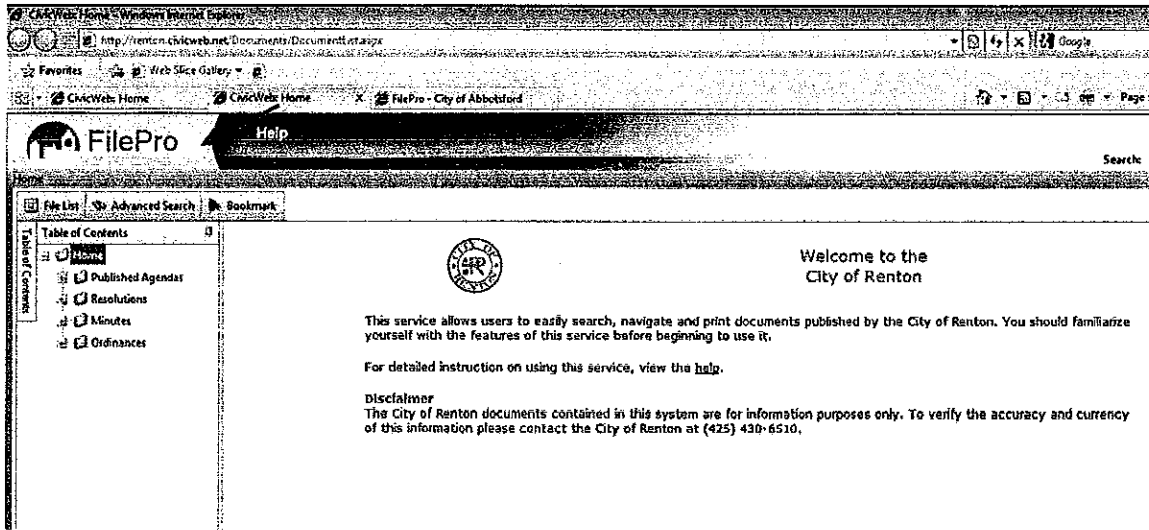 CivicWeb Home - Windows Internet Explorer
http://renton.civicweb.net/Documents/DocumentList.aspx
Google
Favorites Web Slice Gallery
CivicWeb Home CivicWeb Home X FilePro - City of Abbotsford Page
FilePro Help
Search:
Home
File List Advanced Search Bookmark
Table of Contents
Table of Contents
Home
Published Agendas
Resolutions
Minutes
Ordinances
CITY OF RENTON
Welcome to the
City of Renton
This service allows users to easily search, navigate and print documents published by the City of Renton. You should familiarize
yourself with the features of this service before beginning to use it.
For detailed instruction on using this service, view the help.
Disclaimer
The City of Renton documents contained in this system are for information purposes only. To verify the accuracy and currency
of this information please contact the City of Renton at (425) 430-6510.